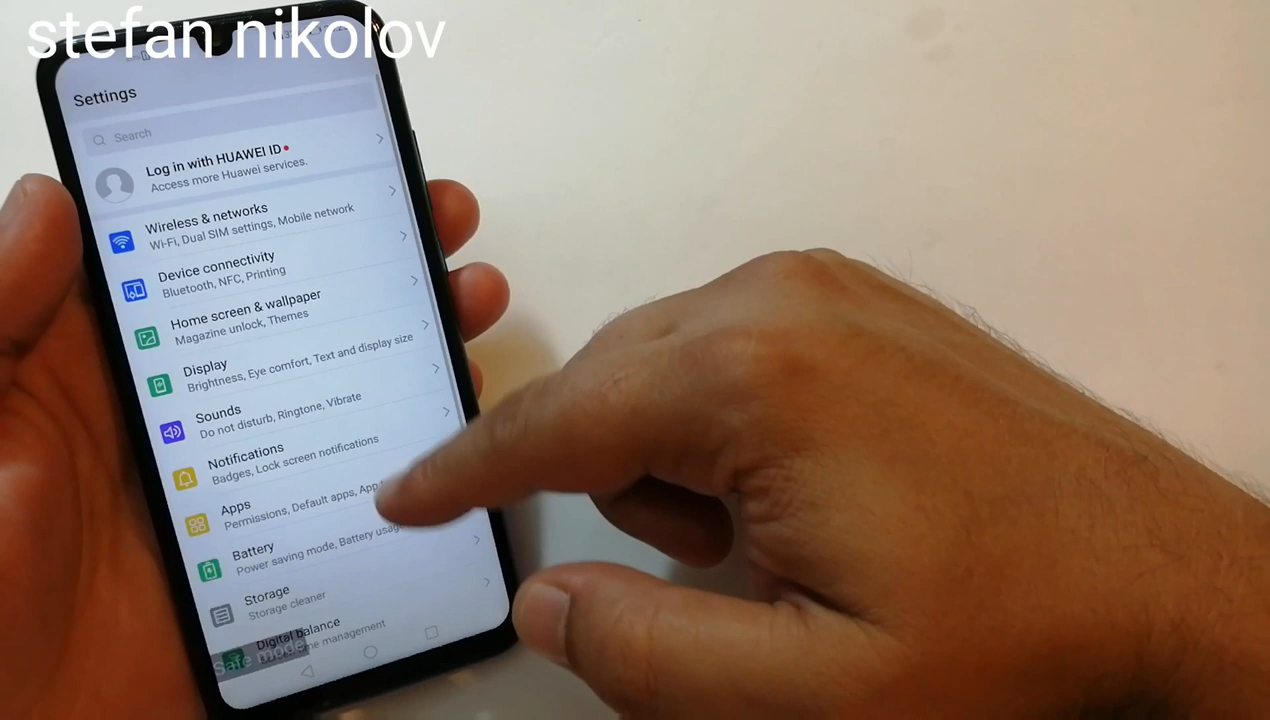 stefan nikolov
Settings
Search
Log in with HUAWEI ID
Access more Huawei services.
Wireless & networks
Wi-Fi, Dual SIM settings, Mobile network
Device connectivity
Bluetooth, NFC, Printing
Home screen & wallpaper
Magazine unlock, Themes
Display
Brightness, Eye comfort, Text and display size
Sounds
Do not disturb, Ringtone, Vibrate
Notifications
Badges, Lock screen notifications
Apps
Permissions, Default apps, App
Battery
Power saving mode, Battery usage
Storage
Storage cleaner
Digital balance
management
Safe mode